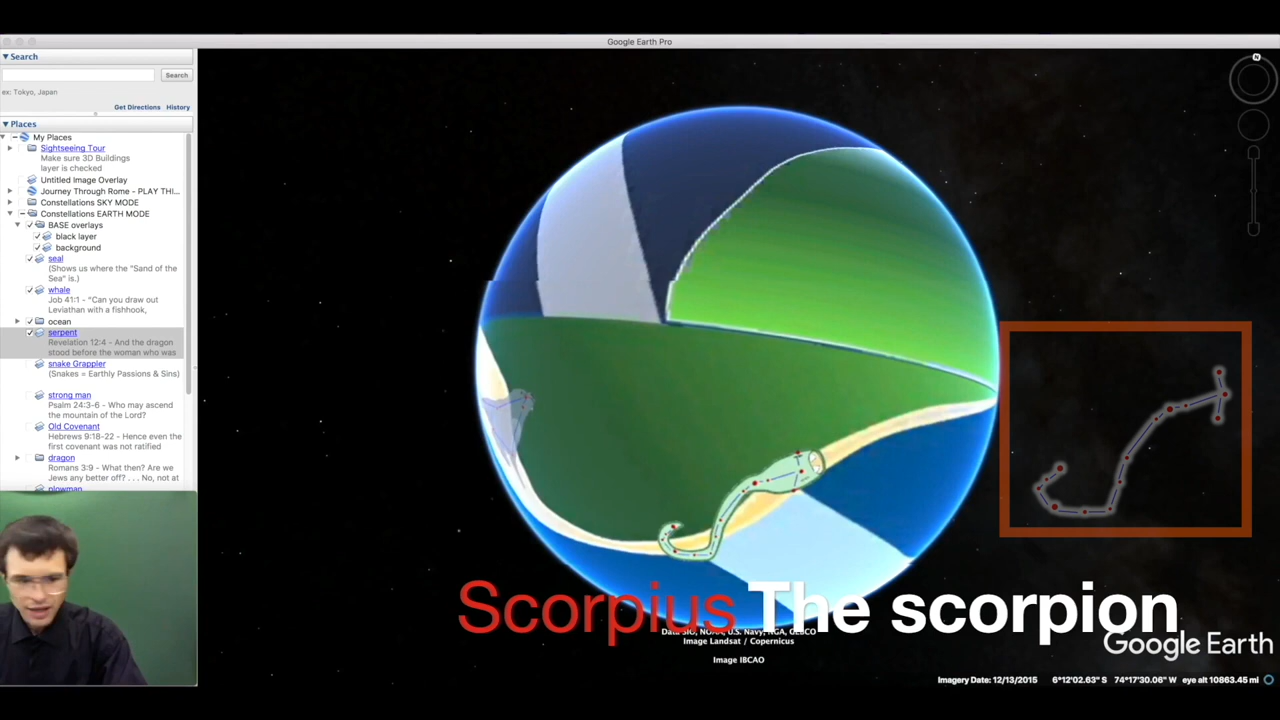 Google Earth Pro
Search
Search
ex: Tokyo, Japan
Get Directions History
Places
My Places
Sightseeing Tour
Make sure 3D Buildings
layer is checked
Untitled Image Overlay
Journey Through Rome - PLAY THI...
Constellations SKY MODE
Constellations EARTH MODE
BASE overlays
black layer
background
seal
(Shows us where the "Sand of the
Sea" is.)
whale
Job 41:1 - "Can you draw out
Leviathan with a fishhook,
ocean
serpent
Revelation 12:4 - And the dragon
stood before the woman who was
snake Grappler
(Snakes = Earthly Passions & Sins)
strong man
Psalm 24:3-6 - Who may ascend
the mountain of the Lord?
Old Covenant
Hebrews 9:18-22 - Hence even the
first covenant was not ratified
dragon
Romans 3:9 - What then? Are we
Jews any better off? . . . No, not at
plowman
N
Scorpius The scorpion
Data SIO, NOAA, U.S. Navy, NGA, GEBCO
Image Landsat / Copernicus
Image IBCAO
Google Earth
Imagery Date: 12/13/2015 6°12'02.63" S 74°17'30.06" W eye alt 10863.45 mi